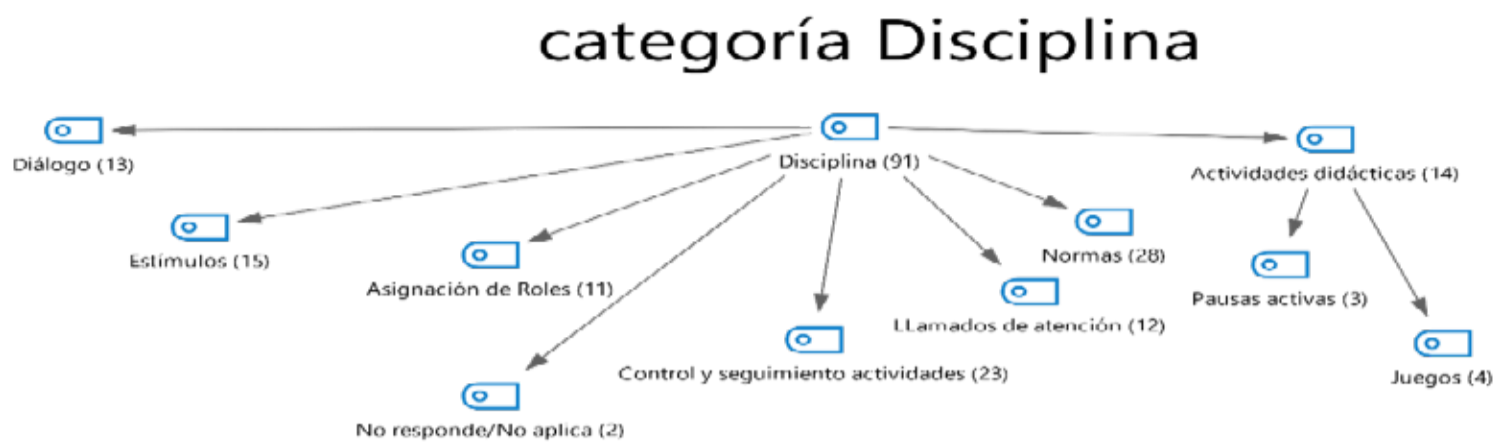 categoría Disciplina
Diálogo (13)
Disciplina (91)
Actividades didácticas (14)
Estímulos (15)
Normas (28)
Asignación de Roles (11)
Pausas activas (3)
LLamados de atención (12)
Control y seguimiento actividades (23)
Juegos (4)
No responde/No aplica (2)